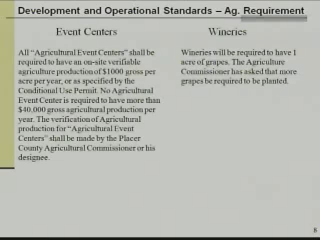 Development and Operational Standards – Ag. Requirement
Event Centers
Wineries
All “Agricultural Event Centers” shall be
required to have an on-site verifiable
agriculture production of $1000 gross per
acre per year, or as specified by the
Conditional Use Permit. No Agricultural
Event Center is required to have more than
$40,000 gross agricultural production per
year. The verification of Agricultural
production for “Agricultural Event
Centers” shall be made by the Placer
County Agricultural Commissioner or his
designee.
Wineries will be required to have 1
acre of grapes. The Agriculture
Commissioner has asked that more
grapes be required to be planted.
8